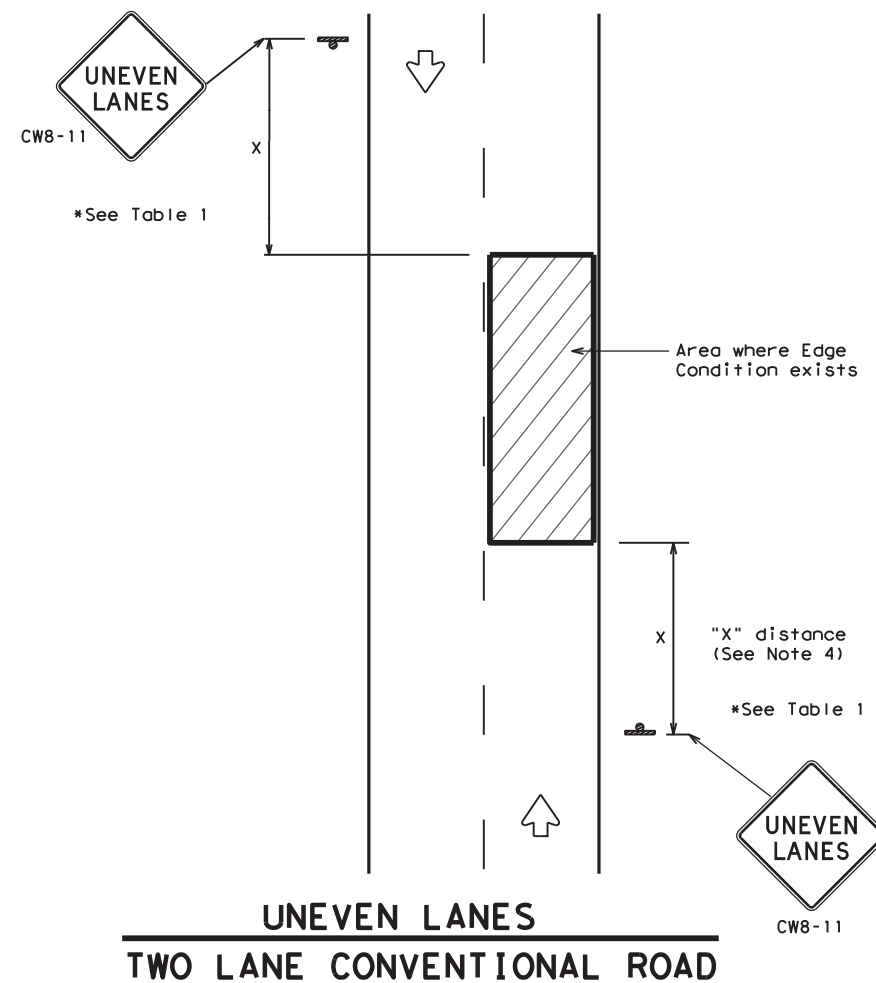 UNEVEN
LANES
CW8-11
X
*See Table 1
Area where Edge
Condition exists
X
"X" distance
(See Note 4)
*See Table 1
UNEVEN
LANES
CW8-11
UNEVEN LANES
TWO LANE CONVENTIONAL ROAD